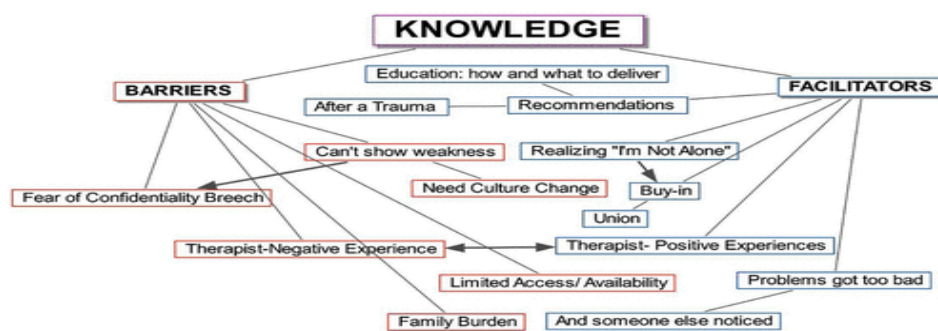 KNOWLEDGE
Education: how and what to deliver
BARRIERS
FACILITATORS
After a Trauma
Recommendations
Can't show weakness
Realizing "I'm Not Alone"
Need Culture Change
Buy-in
Fear of Confidentiality Breech
Union
Therapist-Negative Experience
Therapist- Positive Experiences
Limited Access/ Availability
Problems got too bad
Family Burden
And someone else noticed